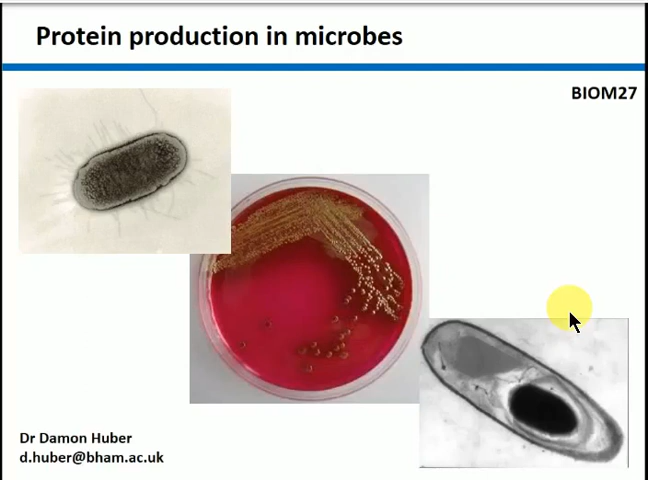 Protein production in microbes
BIOM27
Dr Damon Huber
d.huber@bham.ac.uk